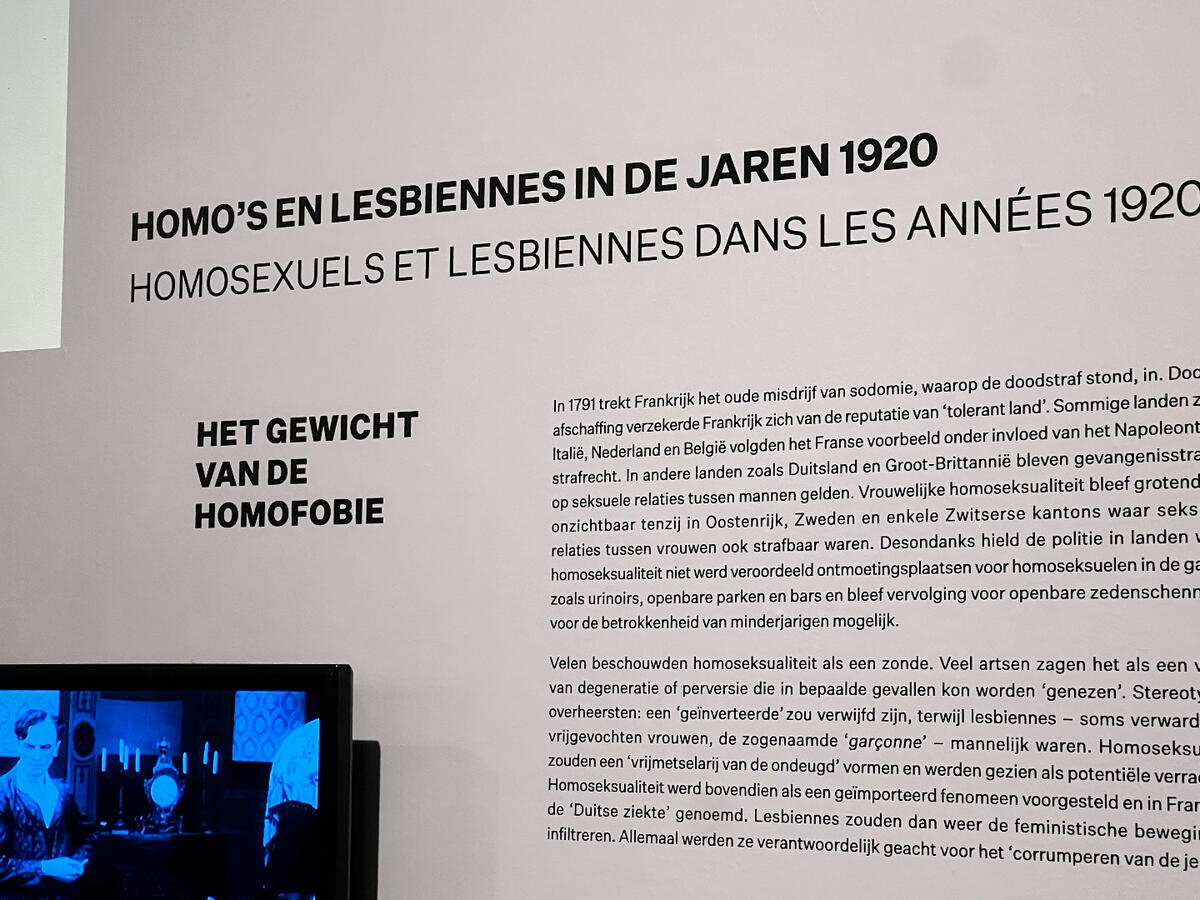 HOMO'S EN LESBIENNES IN DE JAREN 1920
HOMOSEXUELS ET LESBIENNES DANS LES ANNÉES 1920
HET GEWICHT
VAN DE
HOMOFOBIE
In 1791 trekt Frankrijk het oude misdrijf van sodomie, waarop de doodstraf stond, in.
afschaffing verzekerde Frankrijk zich van de reputatie van ‘tolerant land’. Sommige landen
Italië, Nederland en België volgden het Franse voorbeeld onder invloed van het
strafrecht. In andere landen zoals Duitsland en Groot-Brittannië bleven
op seksuele relaties tussen mannen gelden. Vrouwelijke homoseksualiteit bleef
onzichtbaar tenzij in Oostenrijk, Zweden en enkele Zwitserse kantons waar
relaties tussen vrouwen ook strafbaar waren. Desondanks hield de politie in landen
homoseksualiteit niet werd veroordeeld ontmoetingsplaatsen voor homoseksuelen in de
zoals urinoirs, openbare parken en bars en bleef vervolging voor openbare
voor de betrokkenheid van minderjarigen mogelijk.
Velen beschouwden homoseksualiteit als een zonde. Veel artsen zagen het als een
van degeneratie of perversie die in bepaalde gevallen kon worden ‘genezen’.
overheersten: een ‘geïnverteerde’ zou verwijfd zijn, terwijl lesbiennes – soms
vrijgevochten vrouwen, de zogenaamde ‘garçonne’ – mannelijk waren.
zouden een ‘vrijmetselarij van de ondeugd’ vormen en werden gezien als potentiële
Homoseksualiteit werd bovendien als een geïmporteerd fenomeen voorgesteld en in
de ‘Duitse ziekte’ genoemd. Lesbiennes zouden dan weer de feministische
infiltreren. Allemaal werden ze verantwoordelijk geacht voor het ‘corrumperen van de